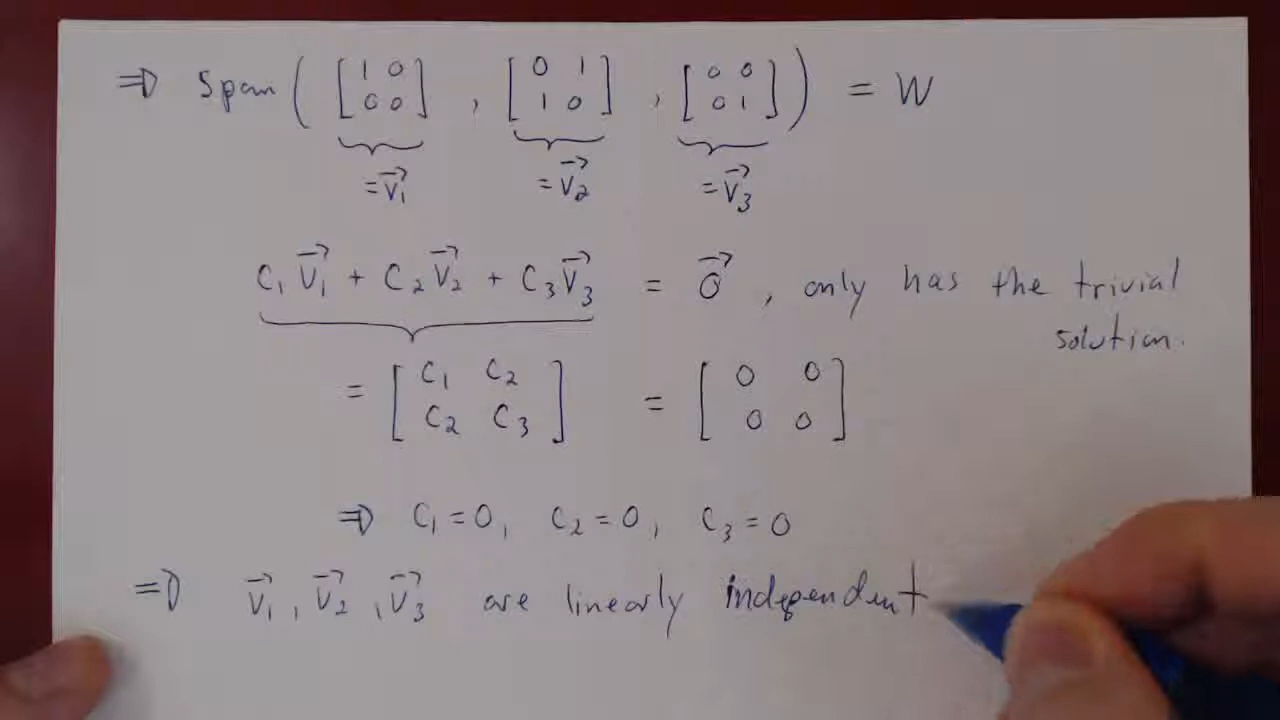 ⇒ Span ( [ 1 0 ; 0 0 ] , [ 0 1 ; 1 0 ] , [ 0 0 ; 0 1 ] ) = W
= v⃗1 = v⃗2 = v⃗3
c1 v⃗1 + c2 v⃗2 + c3 v⃗3 = 0⃗ , only has the trivial
solution.
= [ c1 c2 ; c2 c3 ] = [ 0 0 ; 0 0 ]
⇒ c1 = 0, c2 = 0, c3 = 0
⇒ v⃗1 , v⃗2 , v⃗3 are linearly independent